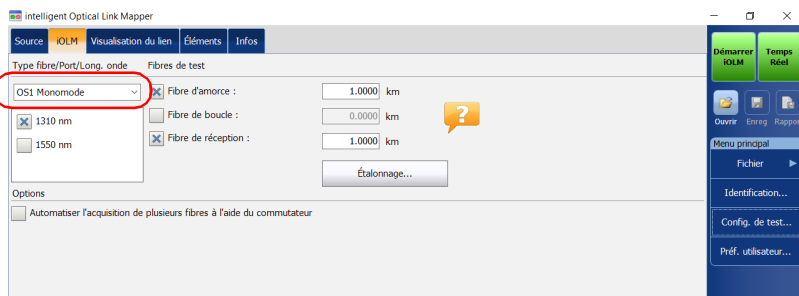 intelligent Optical Link Mapper
Source iOLM Visualisation du lien Éléments Infos
Type fibre/Port/Long. onde Fibres de test
OS1 Monomode
1310 nm
1550 nm
Fibre d'amorce : 1.0000 km
Fibre de boucle : 0.0000 km
Fibre de réception : 1.0000 km
?
Étalonnage...
Options
Automatiser l'acquisition de plusieurs fibres à l'aide du commutateur
Démarrer iOLM
Temps Réel
Ouvrir Enreg Rappor
Menu principal
Fichier
Identification...
Config. de test...
Préf. utilisateur...